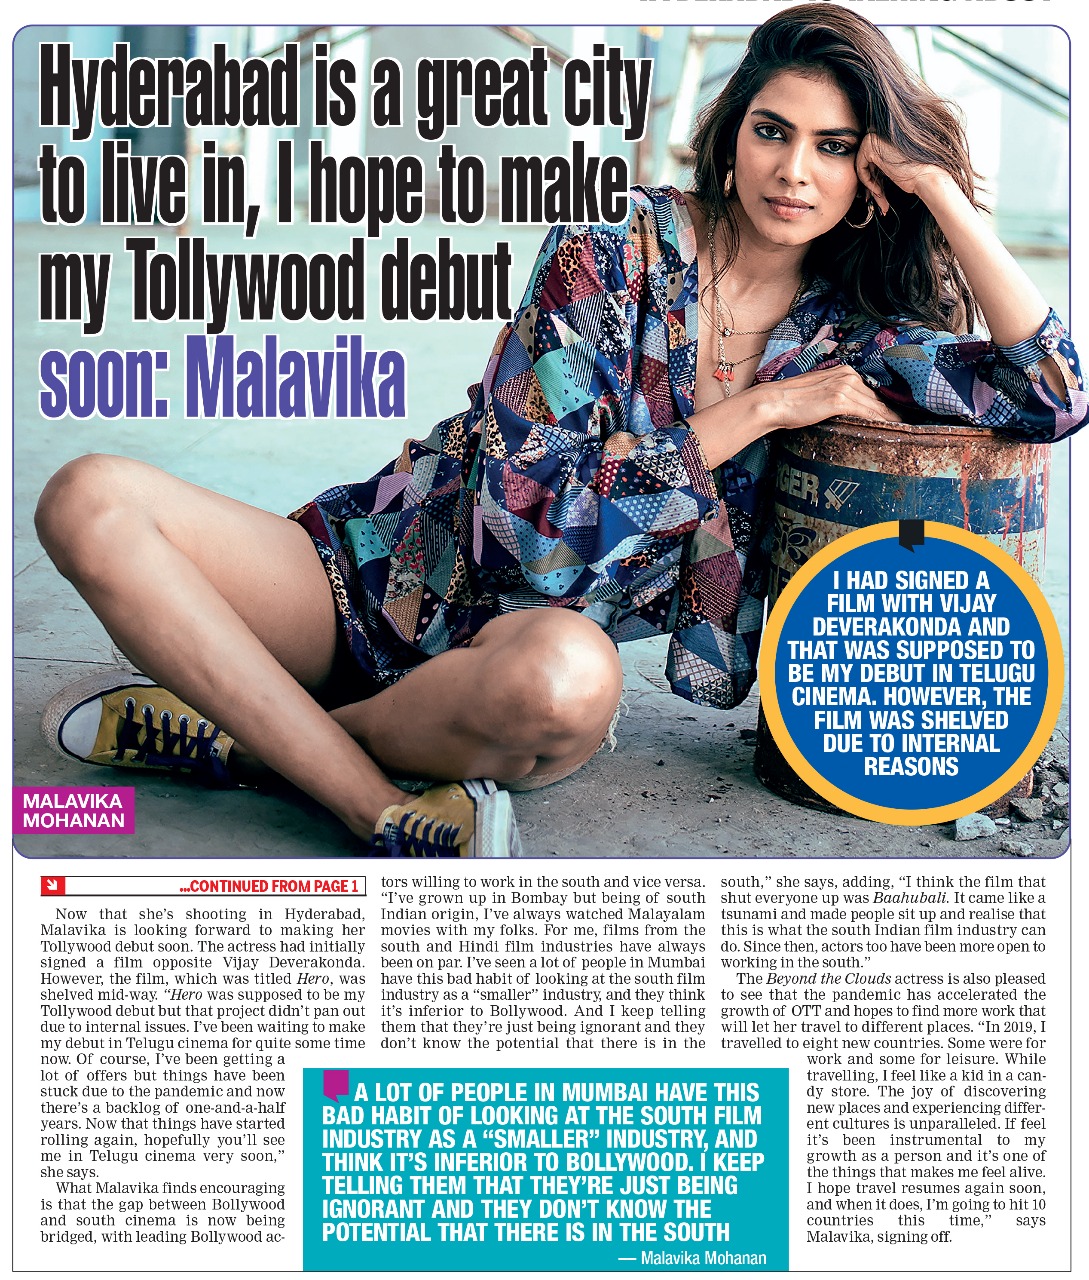 Hyderabad is a great city
to live in, I hope to make
my Tollywood debut
soon: Malavika
GER
I HAD SIGNED A
FILM WITH VIJAY
DEVERAKONDA AND
THAT WAS SUPPOSED TO
BE MY DEBUT IN TELUGU
CINEMA. HOWEVER, THE
FILM WAS SHELVED
DUE TO INTERNAL
REASONS
MALAVIKA
MOHANAN
...CONTINUED FROM PAGE 1
Now that she's shooting in Hyderabad,
Malavika is looking forward to making her
Tollywood debut soon. The actress had initially
signed a film opposite Vijay Deverakonda.
However, the film, which was titled Hero, was
shelved mid-way. “Hero was supposed to be my
Tollywood debut but that project didn't pan out
due to internal issues. I've been waiting to make
my debut in Telugu cinema for quite some time
now. Of course, I've been getting a
lot of offers but things have been
stuck due to the pandemic and now
there's a backlog of one-and-a-half
years. Now that things have started
rolling again, hopefully you'll see
me in Telugu cinema very soon,”
she says.
What Malavika finds encouraging
is that the gap between Bollywood
and south cinema is now being
bridged, with leading Bollywood ac-
tors willing to work in the south and vice versa.
“I've grown up in Bombay but being of south
Indian origin, I've always watched Malayalam
movies with my folks. For me, films from the
south and Hindi film industries have always
been on par. I've seen a lot of people in Mumbai
have this bad habit of looking at the south film
industry as a “smaller” industry, and they think
it's inferior to Bollywood. And I keep telling
them that they're just being ignorant and they
don't know the potential that there is in the
south,” she says, adding, “I think the film that
shut everyone up was Baahubali. It came like a
tsunami and made people sit up and realise that
this is what the south Indian film industry can
do. Since then, actors too have been more open to
working in the south.”
The Beyond the Clouds actress is also pleased
to see that the pandemic has accelerated the
growth of OTT and hopes to find more work that
will let her travel to different places. “In 2019, I
travelled to eight new countries. Some were for
work and some for leisure. While
travelling, I feel like a kid in a can-
dy store. The joy of discovering
new places and experiencing differ-
ent cultures is unparalleled. If feel
it's been instrumental to my
growth as a person and it's one of
the things that makes me feel alive.
I hope travel resumes again soon,
and when it does, I'm going to hit 10
countries this time,” says
Malavika, signing off.
A LOT OF PEOPLE IN MUMBAI HAVE THIS
BAD HABIT OF LOOKING AT THE SOUTH FILM
INDUSTRY AS A “SMALLER” INDUSTRY, AND
THINK IT'S INFERIOR TO BOLLYWOOD. I KEEP
TELLING THEM THAT THEY'RE JUST BEING
IGNORANT AND THEY DON'T KNOW THE
POTENTIAL THAT THERE IS IN THE SOUTH
— Malavika Mohanan